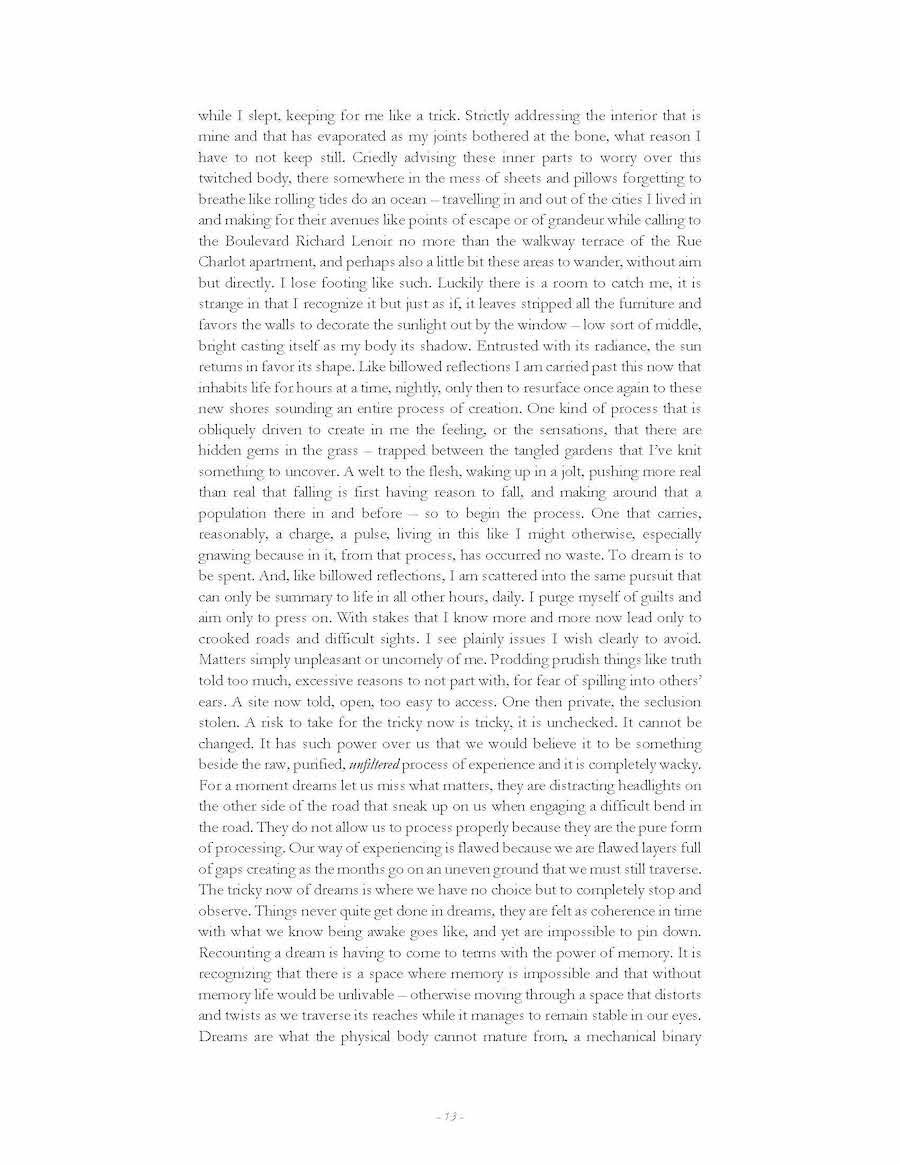 while I slept, keeping for me like a trick. Strictly addressing the interior that is
mine and that has evaporated as my joints bothered at the bone, what reason I
have to not keep still. Criedly advising these inner parts to worry over this
twitched body, there somewhere in the mess of sheets and pillows forgetting to
breathe like rolling tides do an ocean – travelling in and out of the cities I lived in
and making for their avenues like points of escape or of grandeur while calling to
the Boulevard Richard Lenoir no more than the walkway terrace of the Rue
Charlot apartment, and perhaps also a little bit these areas to wander, without aim
but directly. I lose footing like such. Luckily there is a room to catch me, it is
strange in that I recognize it but just as if, it leaves stripped all the furniture and
favors the walls to decorate the sunlight out by the window – low sort of middle,
bright casting itself as my body its shadow. Entrusted with its radiance, the sun
returns in favor its shape. Like billowed reflections I am carried past this now that
inhabits life for hours at a time, nightly, only then to resurface once again to these
new shores sounding an entire process of creation. One kind of process that is
obliquely driven to create in me the feeling, or the sensations, that there are
hidden gems in the grass – trapped between the tangled gardens that I've knit
something to uncover. A welt to the flesh, waking up in a jolt, pushing more real
than real that falling is first having reason to fall, and making around that a
population there in and before – so to begin the process. One that carries,
reasonably, a charge, a pulse, living in this like I might otherwise, especially
gnawing because in it, from that process, has occurred no waste. To dream is to
be spent. And, like billowed reflections, I am scattered into the same pursuit that
can only be summary to life in all other hours, daily. I purge myself of guilts and
aim only to press on. With stakes that I know more and more now lead only to
crooked roads and difficult sights. I see plainly issues I wish clearly to avoid.
Matters simply unpleasant or uncomely of me. Prodding prudish things like truth
told too much, excessive reasons to not part with, for fear of spilling into others'
ears. A site now told, open, too easy to access. One then private, the seclusion
stolen. A risk to take for the tricky now is tricky, it is unchecked. It cannot be
changed. It has such power over us that we would believe it to be something
beside the raw, purified, unfiltered process of experience and it is completely wacky.
For a moment dreams let us miss what matters, they are distracting headlights on
the other side of the road that sneak up on us when engaging a difficult bend in
the road. They do not allow us to process properly because they are the pure form
of processing. Our way of experiencing is flawed because we are flawed layers full
of gaps creating as the months go on an uneven ground that we must still traverse.
The tricky now of dreams is where we have no choice but to completely stop and
observe. Things never quite get done in dreams, they are felt as coherence in time
with what we know being awake goes like, and yet are impossible to pin down.
Recounting a dream is having to come to terms with the power of memory. It is
recognizing that there is a space where memory is impossible and that without
memory life would be unlivable – otherwise moving through a space that distorts
and twists as we traverse its reaches while it manages to remain stable in our eyes.
Dreams are what the physical body cannot mature from, a mechanical binary
- 13 -